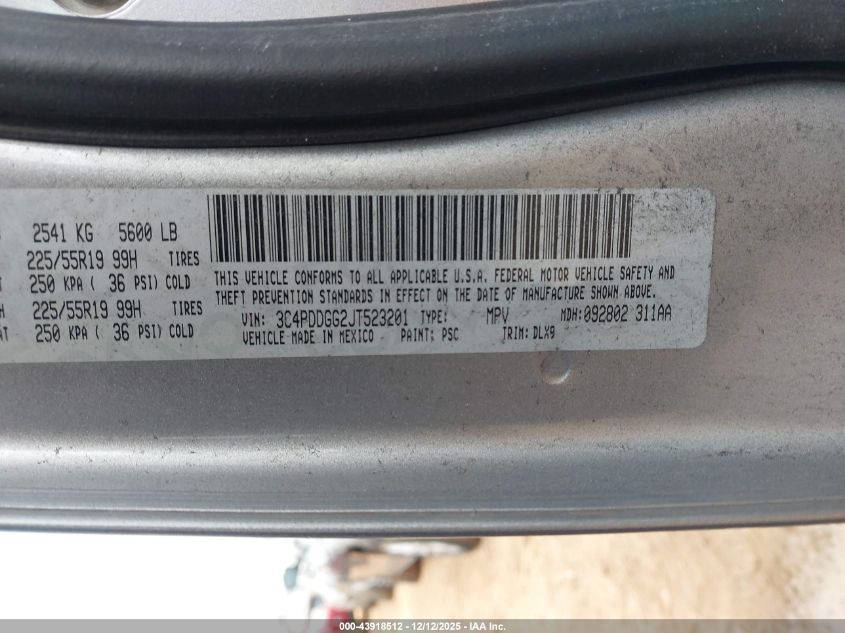 2541 KG 5600 LB
225/55R19 99H TIRES
250 KPA ( 36 PSI) COLD
225/55R19 99H TIRES
250 KPA ( 36 PSI) COLD
THIS VEHICLE CONFORMS TO ALL APPLICABLE U.S.A. FEDERAL MOTOR VEHICLE SAFETY AND
THEFT PREVENTION STANDARDS IN EFFECT ON THE DATE OF MANUFACTURE SHOWN ABOVE.
VIN: 3C4PDDGG2JT523201 TYPE: MPV MDH:092802 311AA
VEHICLE MADE IN MEXICO PAINT: PSC TRIM: DLX9
000-43918512 - 12/12/2025 - IAA Inc.